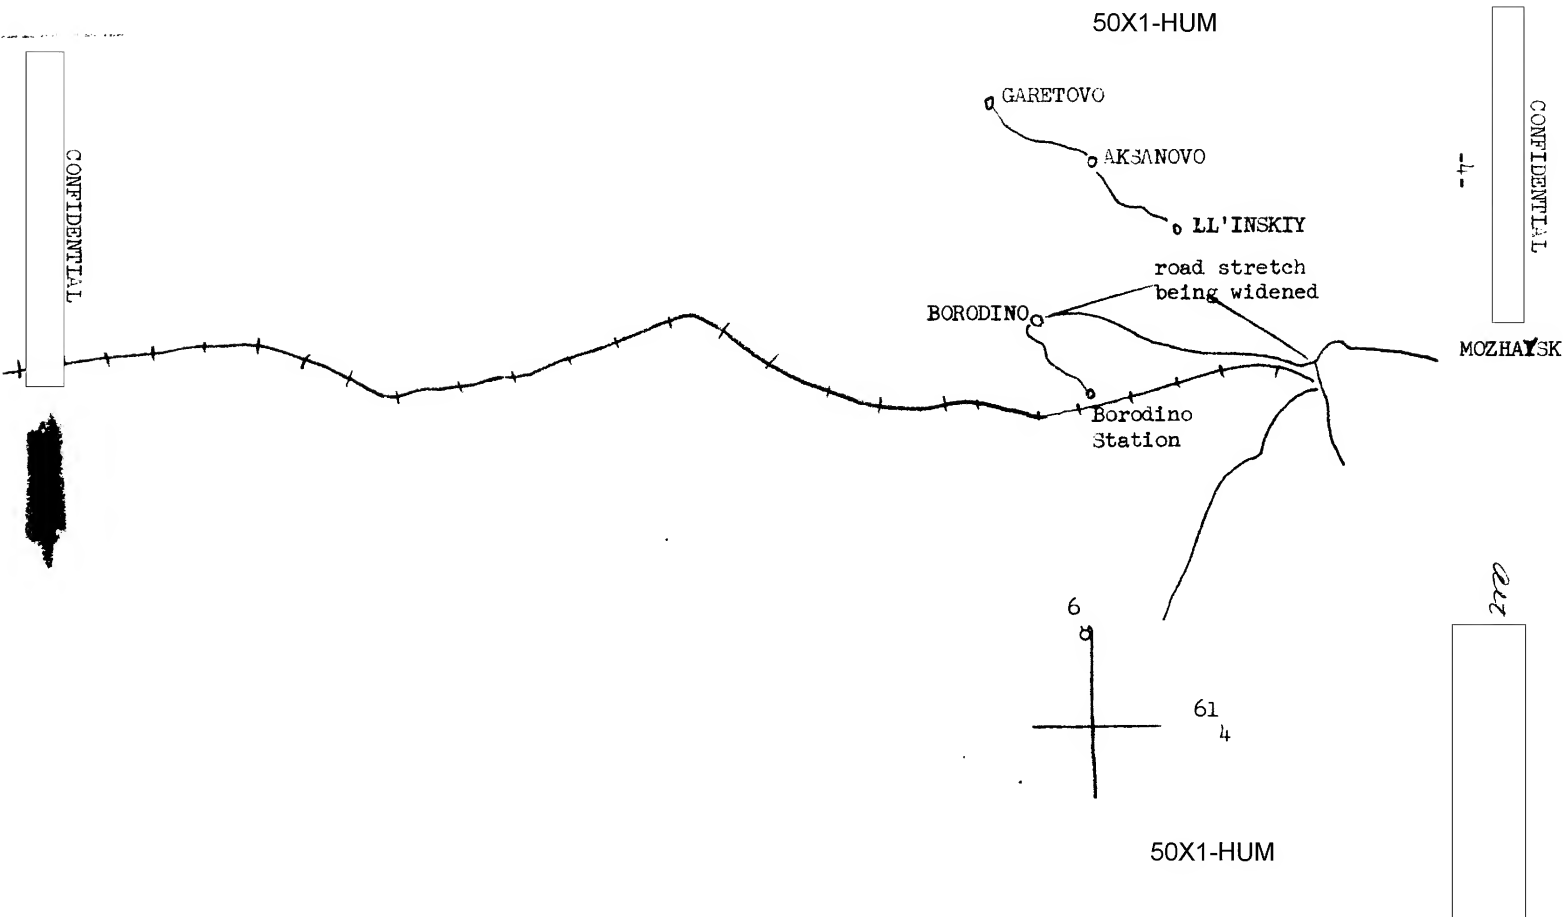 50X1-HUM
CONFIDENTIAL
-4-
CONFIDENTIAL
GARETOVO
AKSANOVO
LL'INSKIY
road stretch
being widened
BORODINO
MOZHAYSK
Borodino
Station
6
61
4
50X1-HUM